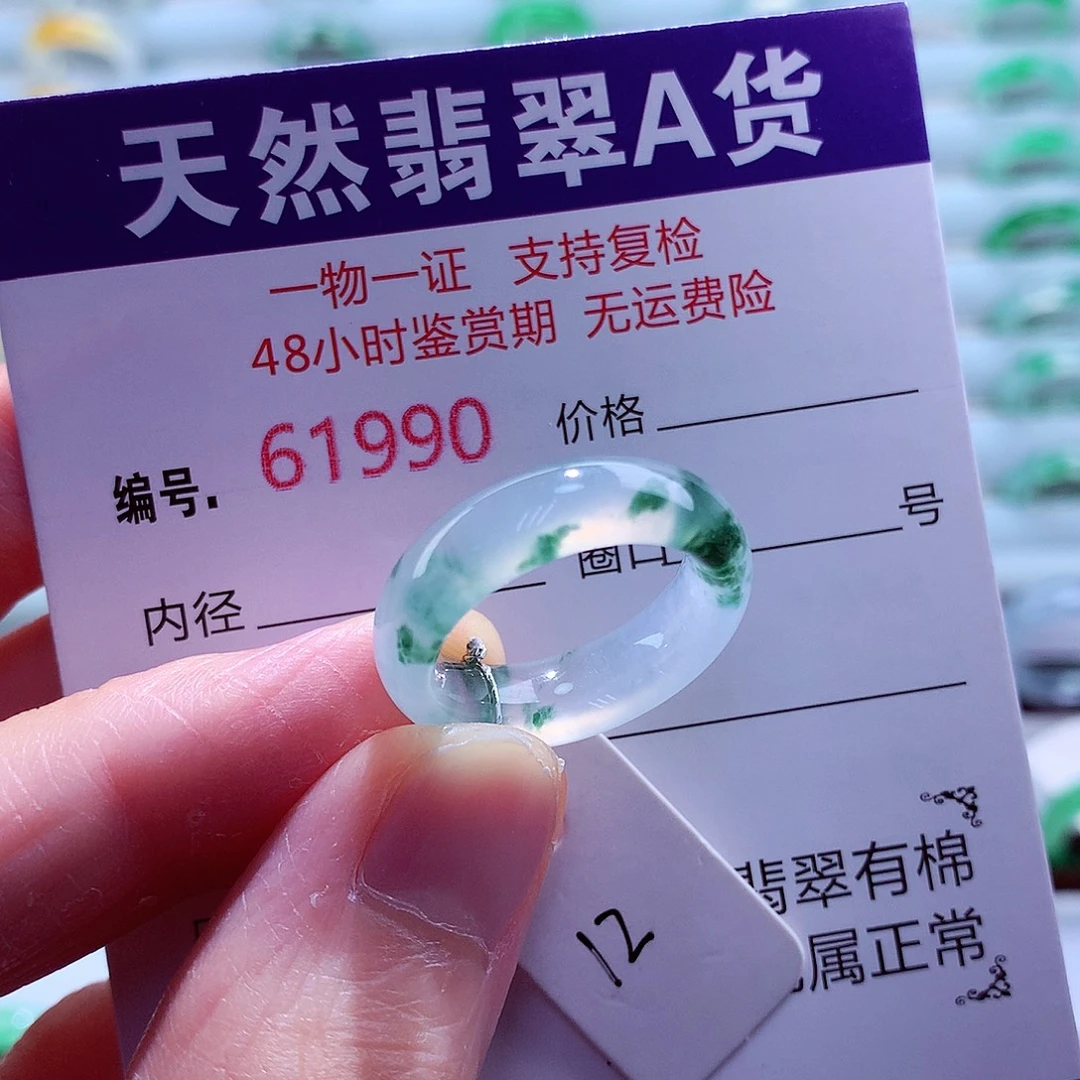 天然翡翠A货
一物一证 支持复检
48小时鉴赏期 无运费险
编号. 61990 价格
内径 圈口 号
翡翠有棉
属正常
12